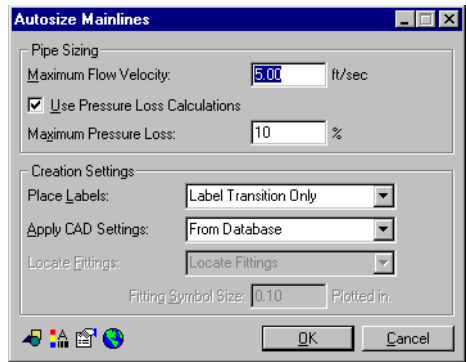 Autosize Mainlines
Pipe Sizing
Maximum Flow Velocity: 5.00 ft/sec
Use Pressure Loss Calculations
Maximum Pressure Loss: 10 %
Creation Settings
Place Labels: Label Transition Only
Apply CAD Settings: From Database
Locate Fittings: Locate Fittings
Fitting Symbol Size: 0.10 Plotted in.
OK Cancel